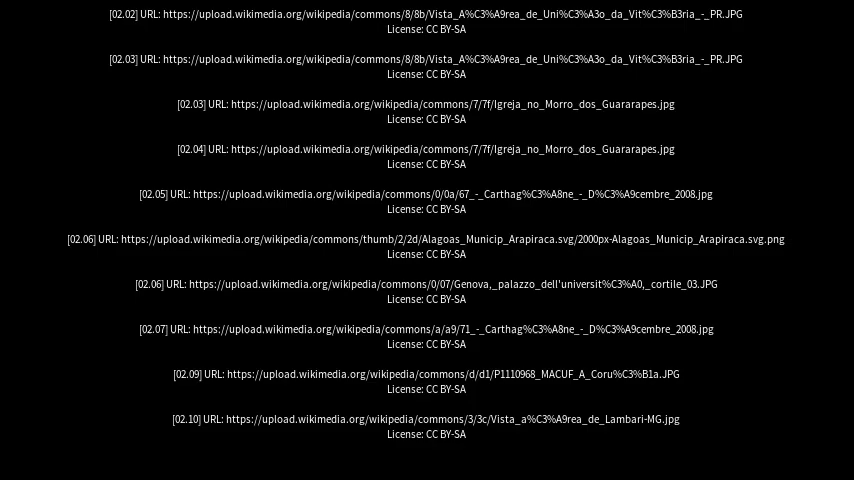 [02.02] URL: https://upload.wikimedia.org/wikipedia/commons/8/8b/Vista_A%C3%A9rea_de_Uni%C3%A3o_da_Vit%C3%B3ria_-_PR.JPG
License: CC BY-SA
[02.03] URL: https://upload.wikimedia.org/wikipedia/commons/8/8b/Vista_A%C3%A9rea_de_Uni%C3%A3o_da_Vit%C3%B3ria_-_PR.JPG
License: CC BY-SA
[02.03] URL: https://upload.wikimedia.org/wikipedia/commons/7/7f/Igreja_no_Morro_dos_Guararapes.jpg
License: CC BY-SA
[02.04] URL: https://upload.wikimedia.org/wikipedia/commons/7/7f/Igreja_no_Morro_dos_Guararapes.jpg
License: CC BY-SA
[02.05] URL: https://upload.wikimedia.org/wikipedia/commons/0/0a/67_-_Carthag%C3%A8ne_-_D%C3%A9cembre_2008.jpg
License: CC BY-SA
[02.06] URL: https://upload.wikimedia.org/wikipedia/commons/thumb/2/2d/Alagoas_Municip_Arapiraca.svg/2000px-Alagoas_Municip_Arapiraca.svg.png
License: CC BY-SA
[02.06] URL: https://upload.wikimedia.org/wikipedia/commons/0/07/Genova,_palazzo_dell'universit%C3%A0,_cortile_03.JPG
License: CC BY-SA
[02.07] URL: https://upload.wikimedia.org/wikipedia/commons/a/a9/71_-_Carthag%C3%A8ne_-_D%C3%A9cembre_2008.jpg
License: CC BY-SA
[02.09] URL: https://upload.wikimedia.org/wikipedia/commons/d/d1/P1110968_MACUF_A_Coru%C3%B1a.JPG
License: CC BY-SA
[02.10] URL: https://upload.wikimedia.org/wikipedia/commons/3/3c/Vista_a%C3%A9rea_de_Lambari-MG.jpg
License: CC BY-SA